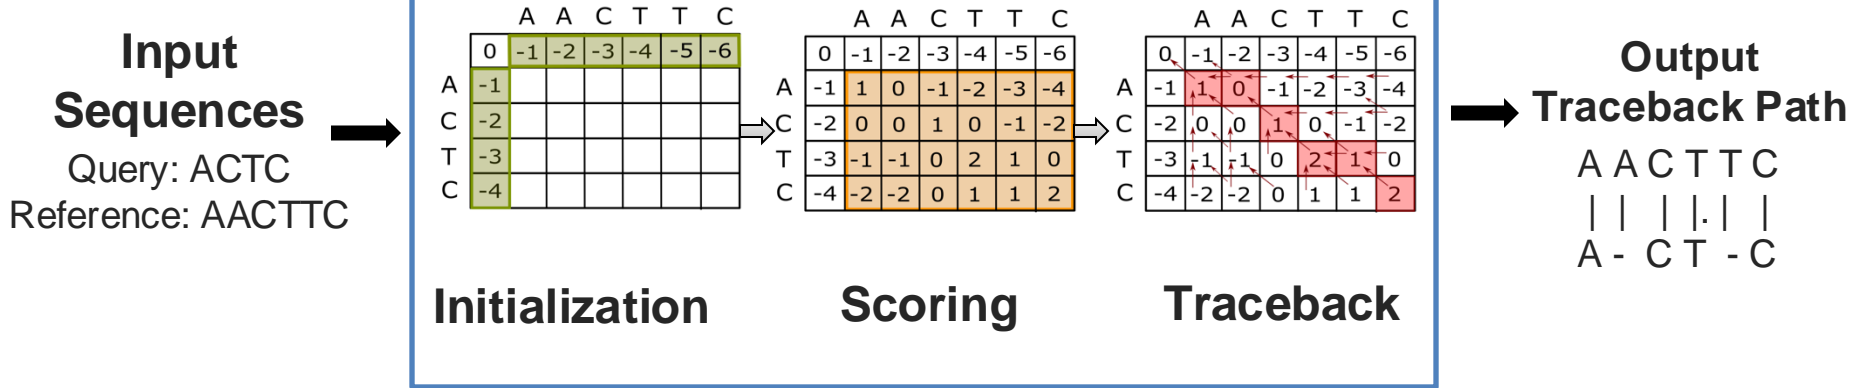 Input
Sequences
Query: ACTC
Reference: AACTTC
A A C T T C
0 -1 -2 -3 -4 -5 -6
A -1
C -2
T -3
C -4
Initialization
A A C T T C
0 -1 -2 -3 -4 -5 -6
A -1 1 0 -1 -2 -3 -4
C -2 0 0 1 0 -1 -2
T -3 -1 -1 0 2 1 0
C -4 -2 -2 0 1 1 2
Scoring
A A C T T C
0 -1 -2 -3 -4 -5 -6
A -1 1 0 -1 -2 -3 -4
C -2 0 0 1 0 -1 -2
T -3 -1 -1 0 2 1 0
C -4 -2 -2 0 1 1 2
Traceback
Output
Traceback Path
A A C T T C
| | | |. | |
A - C T - C